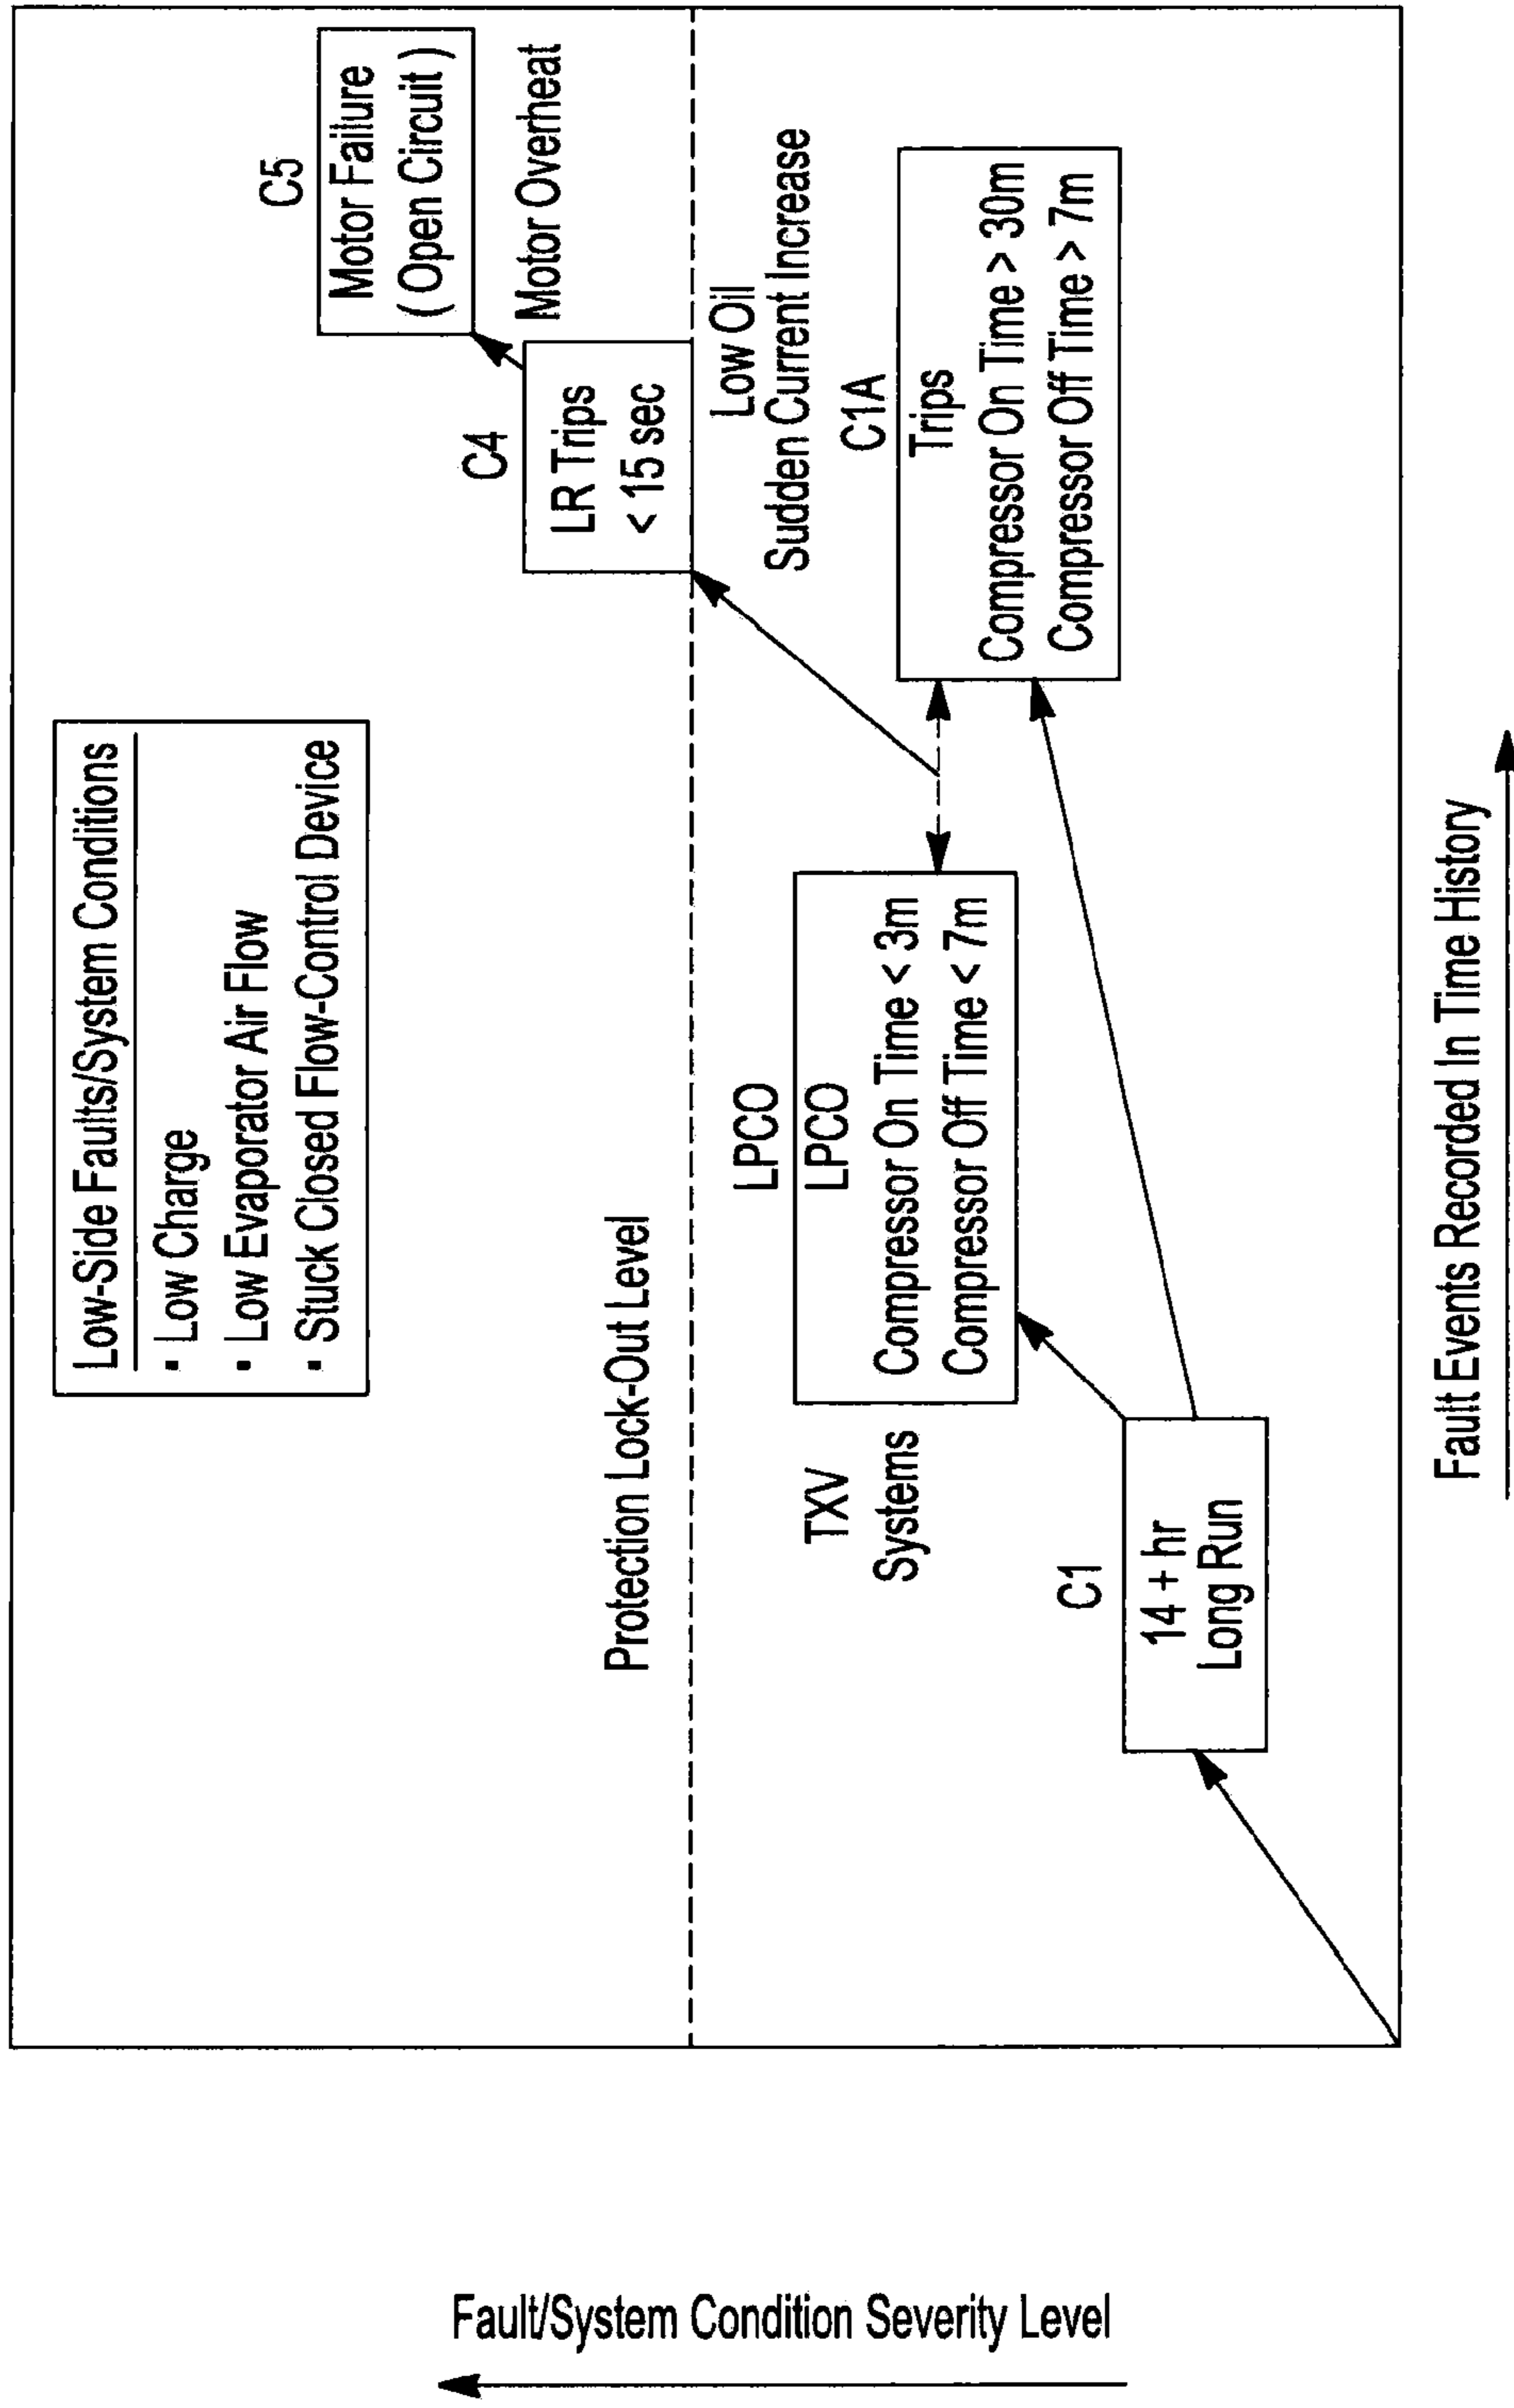 Low-Side Faults/System Conditions
▪ Low Charge
▪ Low Evaporator Air Flow
▪ Stuck Closed Flow-Control Device
C5
Motor Failure
( Open Circuit )
Motor Overheat
C4
LR Trips
< 15 sec
Protection Lock-Out Level
Low Oil
Sudden Current Increase
TXV
Systems
LPCO
LPCO
Compressor On Time < 3m
Compressor Off Time < 7m
C1A
Trips
Compressor On Time > 30m
Compressor Off Time > 7m
C1
14 + hr
Long Run
Fault/System Condition Severity Level
Fault Events Recorded In Time History